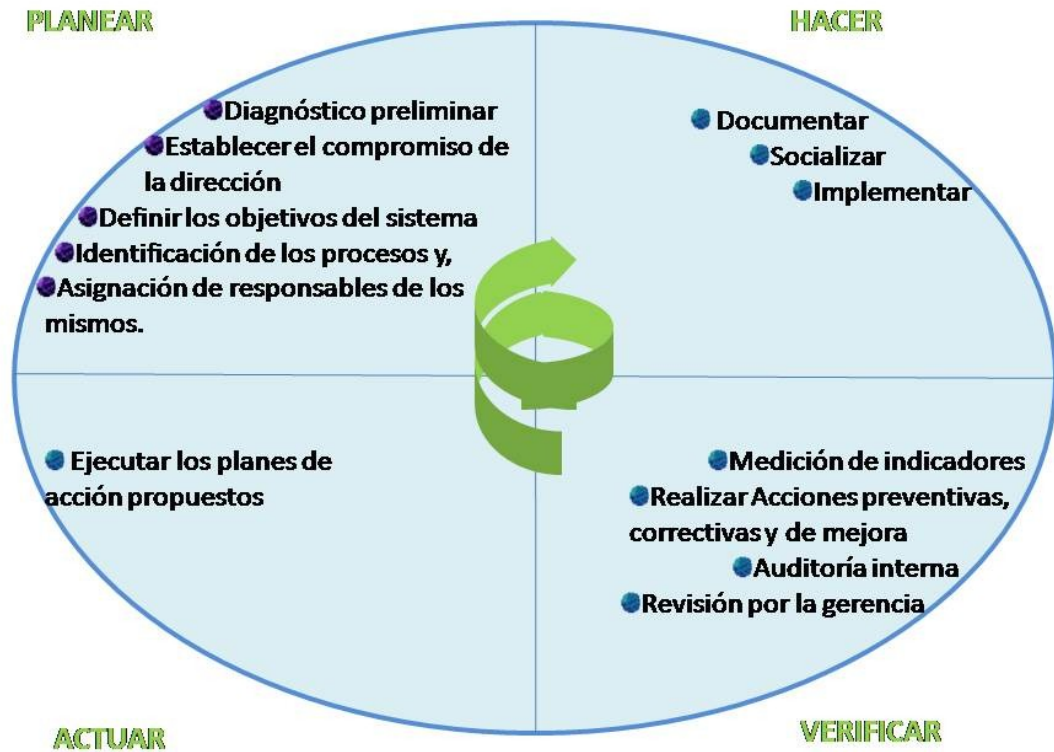 PLANEAR
Diagnóstico preliminar
Establecer el compromiso de
la dirección
Definir los objetivos del sistema
Identificación de los procesos y,
Asignación de responsables de los
mismos.
HACER
Documentar
Socializar
Implementar
Ejecutar los planes de
acción propuestos
ACTUAR
Medición de indicadores
Realizar Acciones preventivas,
correctivas y de mejora
Auditoría interna
Revisión por la gerencia
VERIFICAR